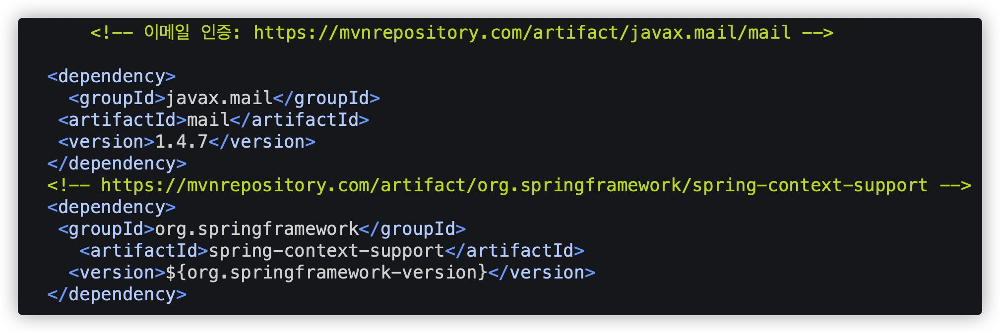 <!-- 이메일 인증: https://mvnrepository.com/artifact/javax.mail/mail -->
<dependency>
<groupId>javax.mail</groupId>
<artifactId>mail</artifactId>
<version>1.4.7</version>
</dependency>
<!-- https://mvnrepository.com/artifact/org.springframework/spring-context-support -->
<dependency>
<groupId>org.springframework</groupId>
<artifactId>spring-context-support</artifactId>
<version>${org.springframework-version}</version>
</dependency>